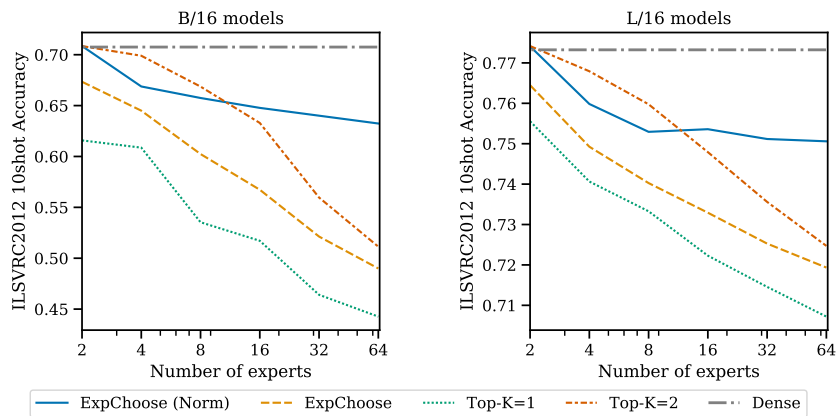 B/16 models
ILSVRC2012 10shot Accuracy
0.70
0.65
0.60
0.55
0.50
0.45
2 4 8 16 32 64
Number of experts
L/16 models
ILSVRC2012 10shot Accuracy
0.77
0.76
0.75
0.74
0.73
0.72
0.71
2 4 8 16 32 64
Number of experts
ExpChoose (Norm) ExpChoose Top-K=1 Top-K=2 Dense